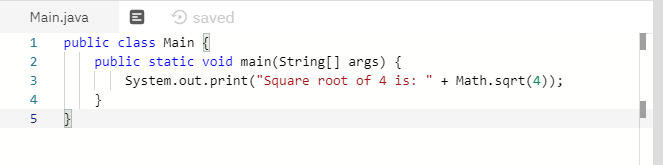 Main.java saved
1 public class Main {
2 public static void main(String[] args) {
3 System.out.print("Square root of 4 is: " + Math.sqrt(4));
4 }
5 }